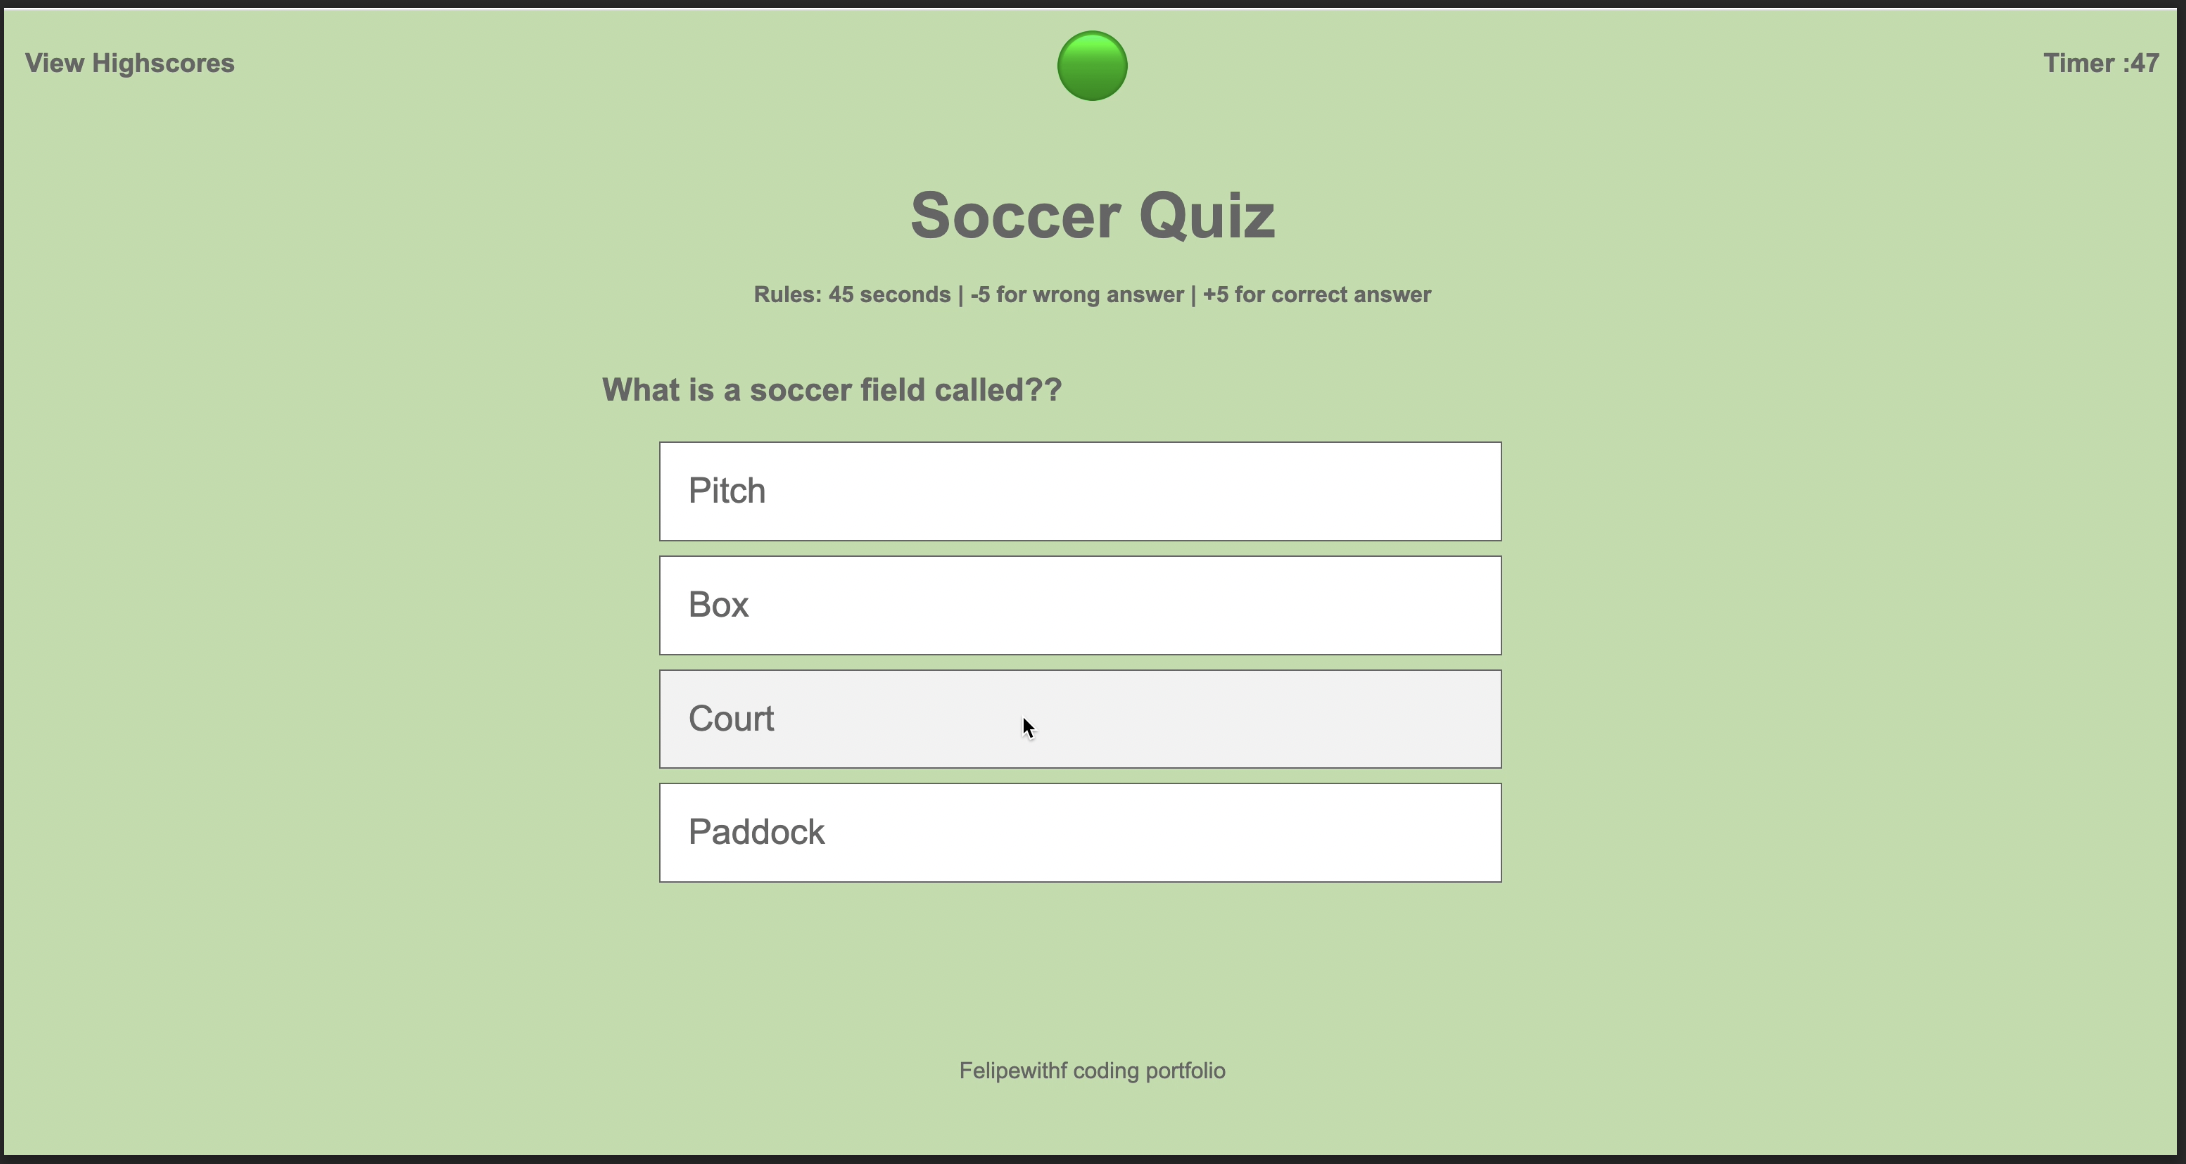 View Highscores
Timer :47
Soccer Quiz
Rules: 45 seconds | -5 for wrong answer | +5 for correct answer
What is a soccer field called??
Pitch
Box
Court
Paddock
Felipewithf coding portfolio